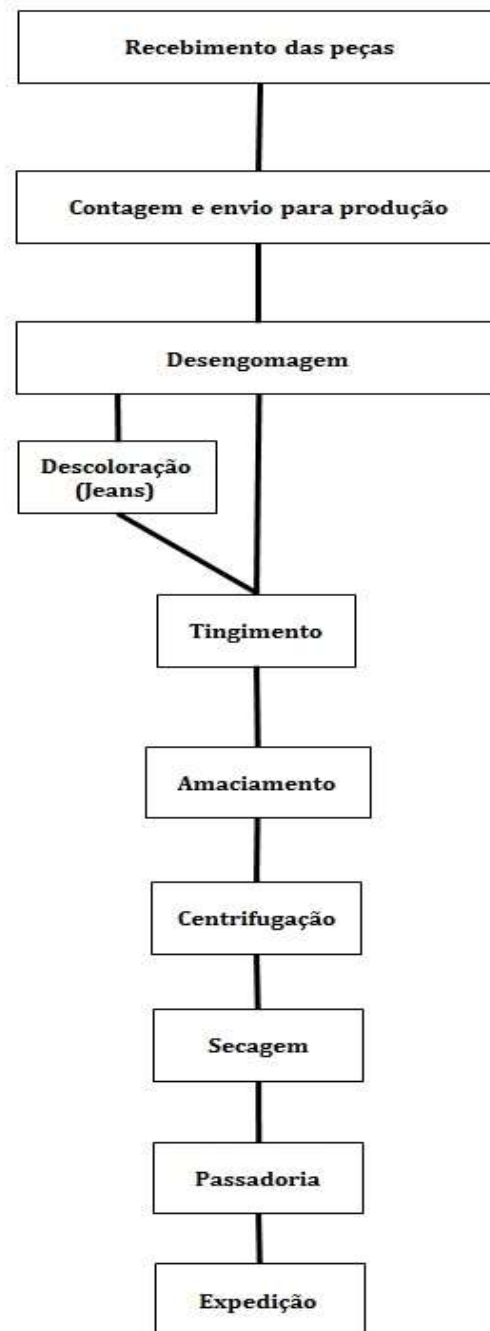 Recebimento das peças
Contagem e envio para produção
Desengomagem
Descoloração
(Jeans)
Tingimento
Amaciamento
Centrifugação
Secagem
Passadoria
Expedição